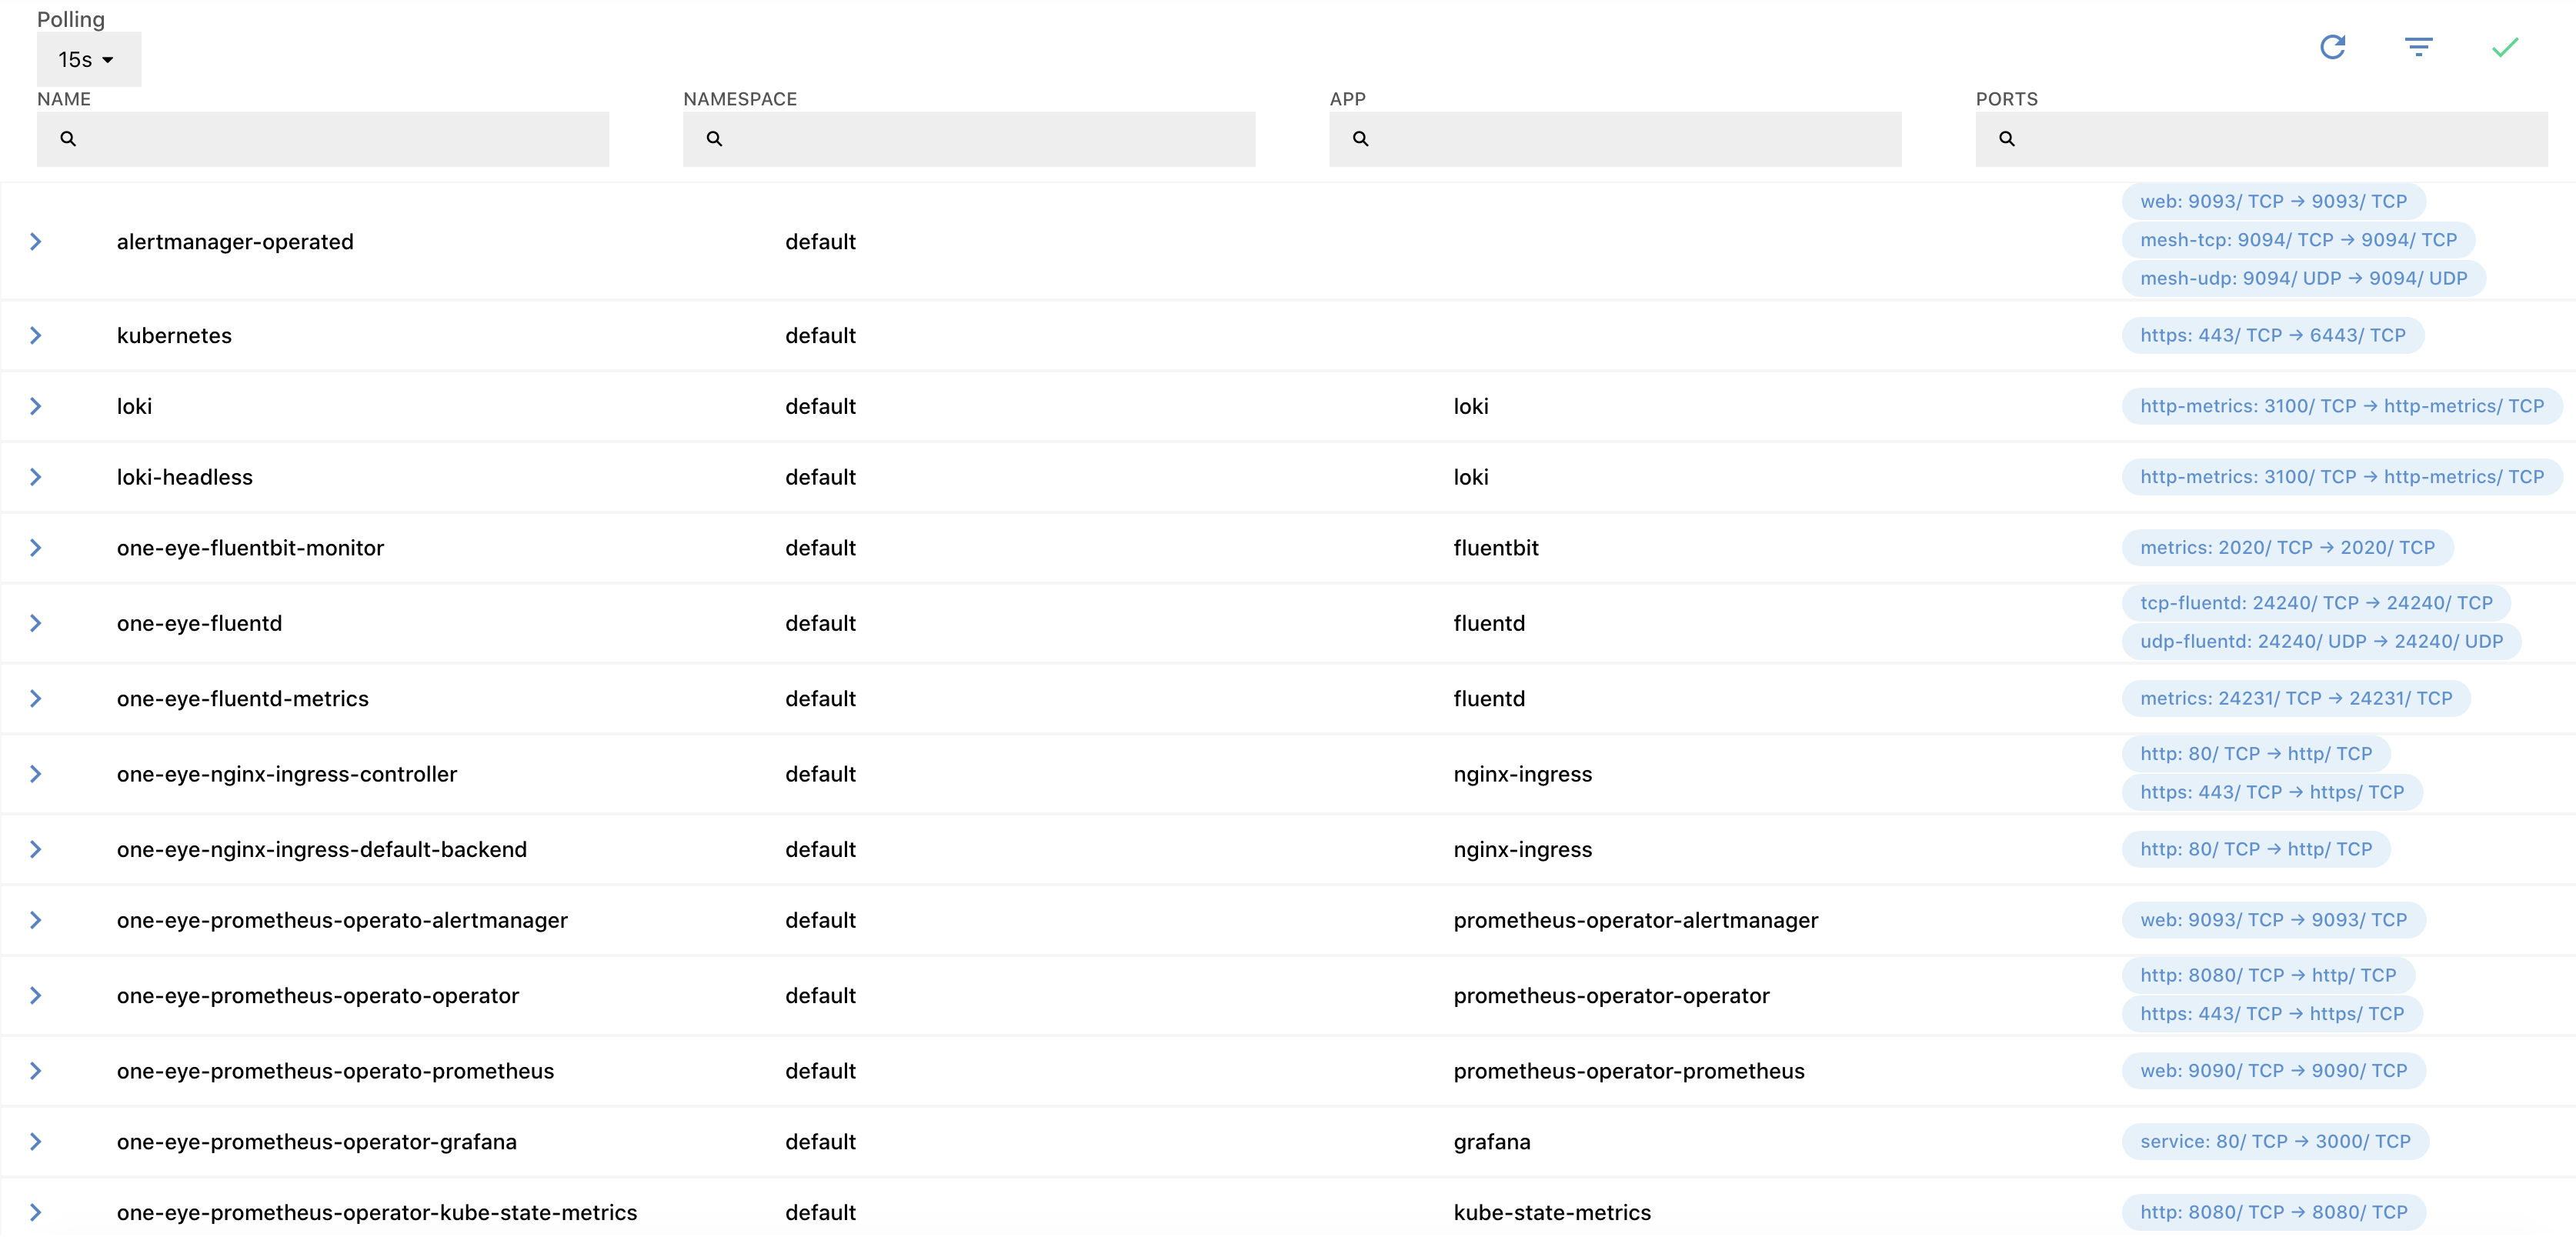 Polling
15s
NAME NAMESPACE APP PORTS
web: 9093/ TCP → 9093/ TCP
alertmanager-operated default mesh-tcp: 9094/ TCP → 9094/ TCP
mesh-udp: 9094/ UDP → 9094/ UDP
kubernetes default https: 443/ TCP → 6443/ TCP
loki default loki http-metrics: 3100/ TCP → http-metrics/ TCP
loki-headless default loki http-metrics: 3100/ TCP → http-metrics/ TCP
one-eye-fluentbit-monitor default fluentbit metrics: 2020/ TCP → 2020/ TCP
one-eye-fluentd default fluentd tcp-fluentd: 24240/ TCP → 24240/ TCP
udp-fluentd: 24240/ UDP → 24240/ UDP
one-eye-fluentd-metrics default fluentd metrics: 24231/ TCP → 24231/ TCP
one-eye-nginx-ingress-controller default nginx-ingress http: 80/ TCP → http/ TCP
https: 443/ TCP → https/ TCP
one-eye-nginx-ingress-default-backend default nginx-ingress http: 80/ TCP → http/ TCP
one-eye-prometheus-operato-alertmanager default prometheus-operator-alertmanager web: 9093/ TCP → 9093/ TCP
one-eye-prometheus-operato-operator default prometheus-operator-operator http: 8080/ TCP → http/ TCP
https: 443/ TCP → https/ TCP
one-eye-prometheus-operato-prometheus default prometheus-operator-prometheus web: 9090/ TCP → 9090/ TCP
one-eye-prometheus-operator-grafana default grafana service: 80/ TCP → 3000/ TCP
one-eye-prometheus-operator-kube-state-metrics default kube-state-metrics http: 8080/ TCP → 8080/ TCP